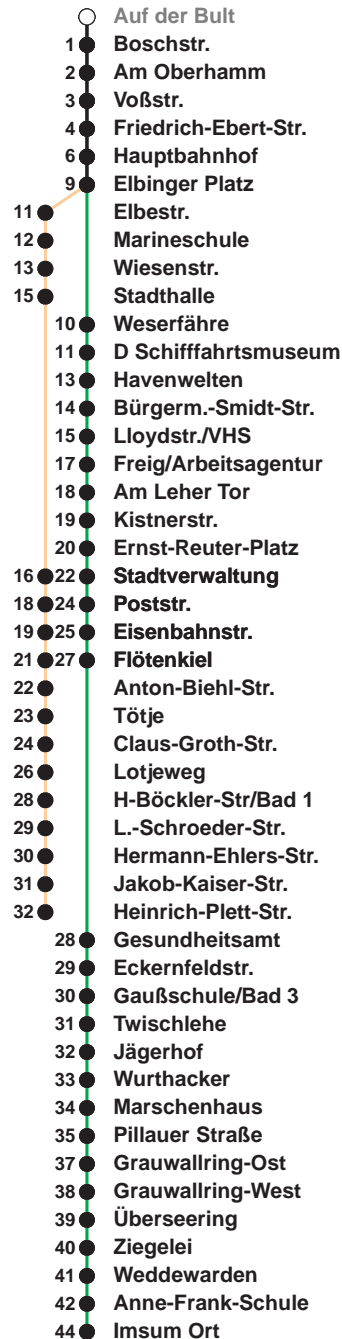 Auf der Bult
1 Boschstr.
2 Am Oberhamm
3 Voßstr.
4 Friedrich-Ebert-Str.
6 Hauptbahnhof
9 Elbinger Platz
11 Elbestr.
12 Marineschule
13 Wiesenstr.
15 Stadthalle
10 Weserfähre
11 D Schifffahrtsmuseum
13 Havenwelten
14 Bürgerm.-Smidt-Str.
15 Lloydstr./VHS
17 Freig/Arbeitsagentur
18 Am Leher Tor
19 Kistnerstr.
20 Ernst-Reuter-Platz
16 22 Stadtverwaltung
18 24 Poststr.
19 25 Eisenbahnstr.
21 27 Flötenkiel
22 Anton-Biehl-Str.
23 Tötje
24 Claus-Groth-Str.
26 Lotjeweg
28 H-Böckler-Str/Bad 1
29 L.-Schroeder-Str.
30 Hermann-Ehlers-Str.
31 Jakob-Kaiser-Str.
32 Heinrich-Plett-Str.
28 Gesundheitsamt
29 Eckernfeldstr.
30 Gaußschule/Bad 3
31 Twischlehe
32 Jägerhof
33 Wurthacker
34 Marschenhaus
35 Pillauer Straße
37 Grauwallring-Ost
38 Grauwallring-West
39 Überseering
40 Ziegelei
41 Weddewarden
42 Anne-Frank-Schule
44 Imsum Ort